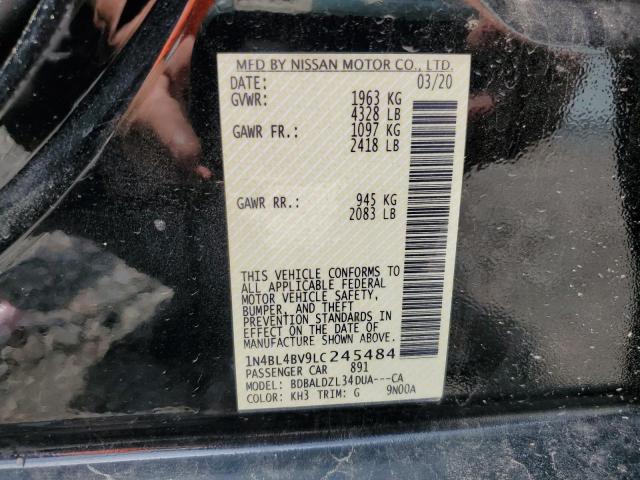 MFD BY NISSAN MOTOR CO., LTD.
DATE: 03/20
GVWR: 1963 KG
4328 LB
GAWR FR.: 1097 KG
2418 LB
GAWR RR.: 945 KG
2083 LB
THIS VEHICLE CONFORMS TO
ALL APPLICABLE FEDERAL
MOTOR VEHICLE SAFETY,
BUMPER, AND THEFT
PREVENTION STANDARDS IN
EFFECT ON THE DATE OF
MANUFACTURE SHOWN ABOVE.
1N4BL4BV9LC245484
PASSENGER CAR 891
MODEL: BDBALDZL34DUA---CA
COLOR: KH3 TRIM: G 9N00A